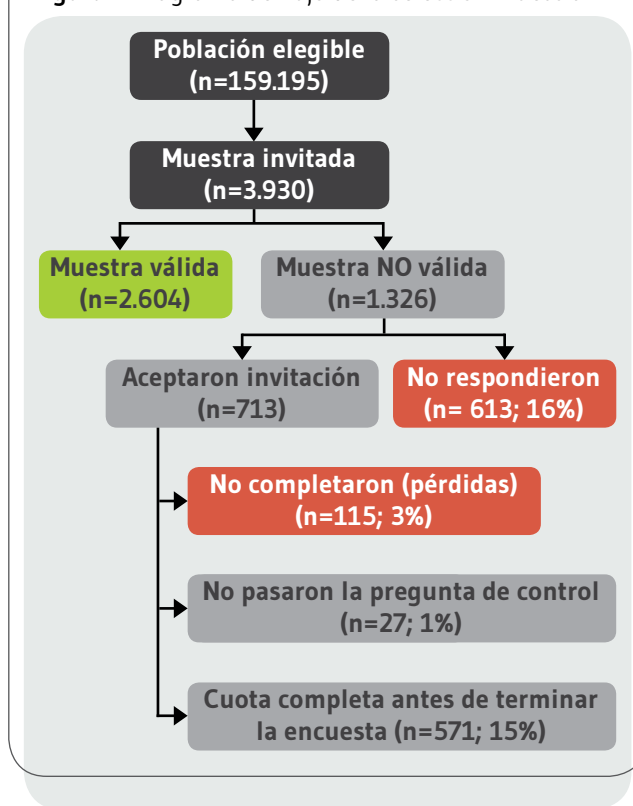 Población elegible
(n=159.195)
Muestra invitada
(n=3.930)
Muestra válida
(n=2.604)
Muestra NO válida
(n=1.326)
Aceptaron invitación
(n=713)
No respondieron
(n= 613; 16%)
No completaron (pérdidas)
(n=115; 3%)
No pasaron la pregunta de control
(n=27; 1%)
Cuota completa antes de terminar
la encuesta (n=571; 15%)